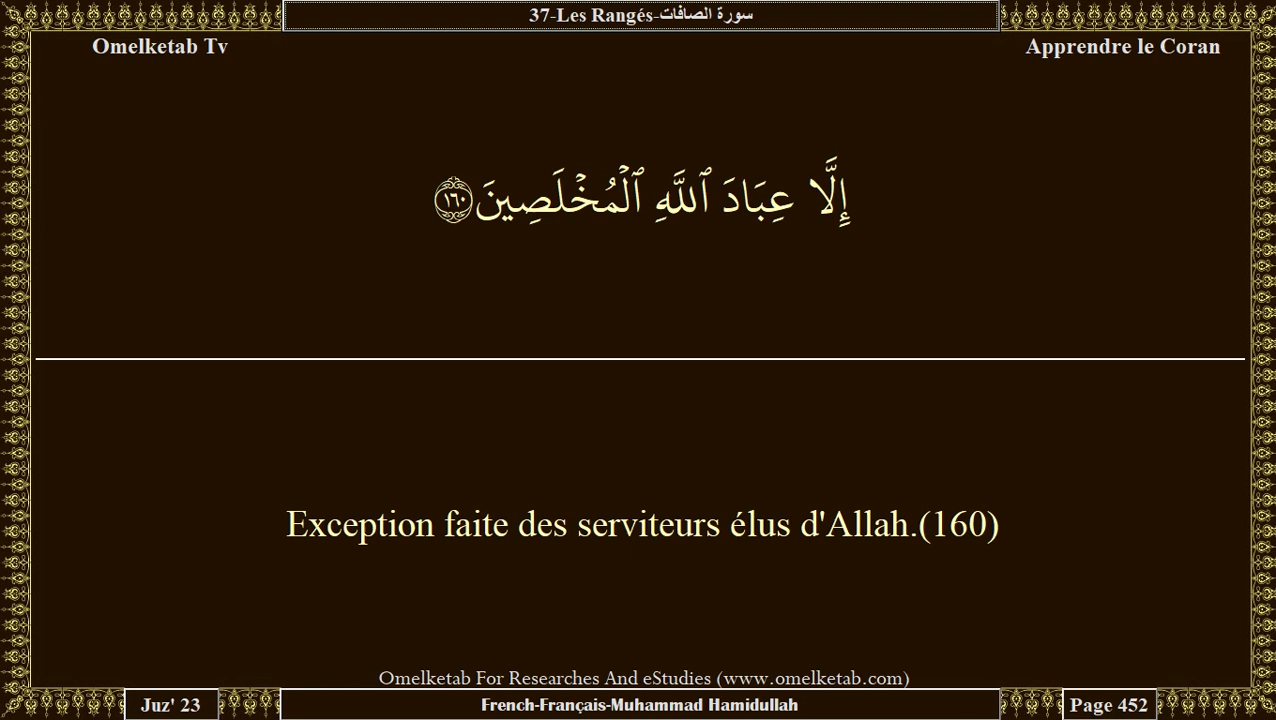 37-Les Rangés-سورة الصافات
Omelketab Tv
Apprendre le Coran
إِلَّا عِبَادَ ٱللَّهِ ٱلْمُخْلَصِينَ ١٦٠
Exception faite des serviteurs élus d'Allah.(160)
Omelketab For Researches And eStudies (www.omelketab.com)
Juz' 23
French-Français-Muhammad Hamidullah
Page 452